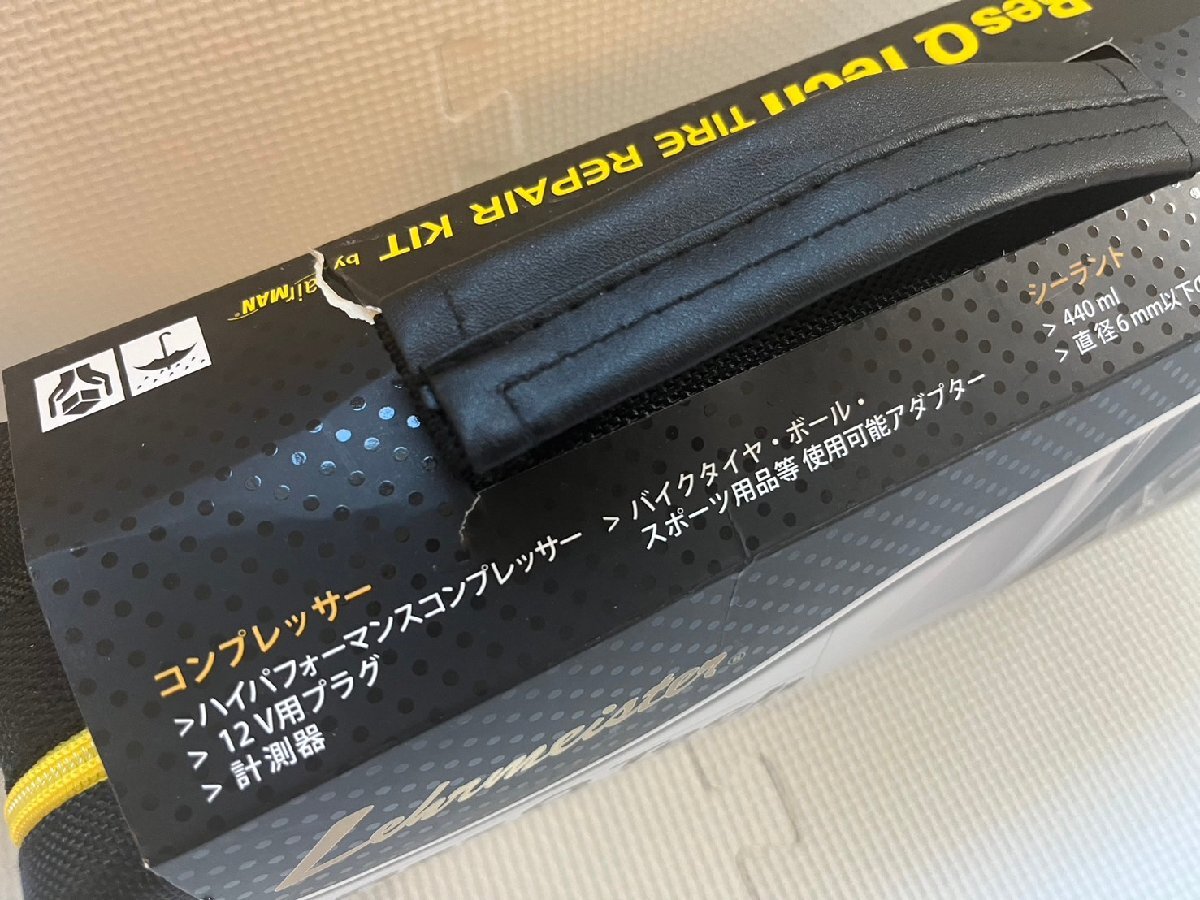 ResQ Tech TIRE REPAIR KIT
by airMAN®
シーラント
> 440 ml
> 直径6mm以下の
コンプレッサー
>ハイパフォーマンスコンプレッサー
> 12V用プラグ
> 計測器
> バイクタイヤ・ボール・
スポーツ用品等 使用可能アダプター
Lehrmeister®